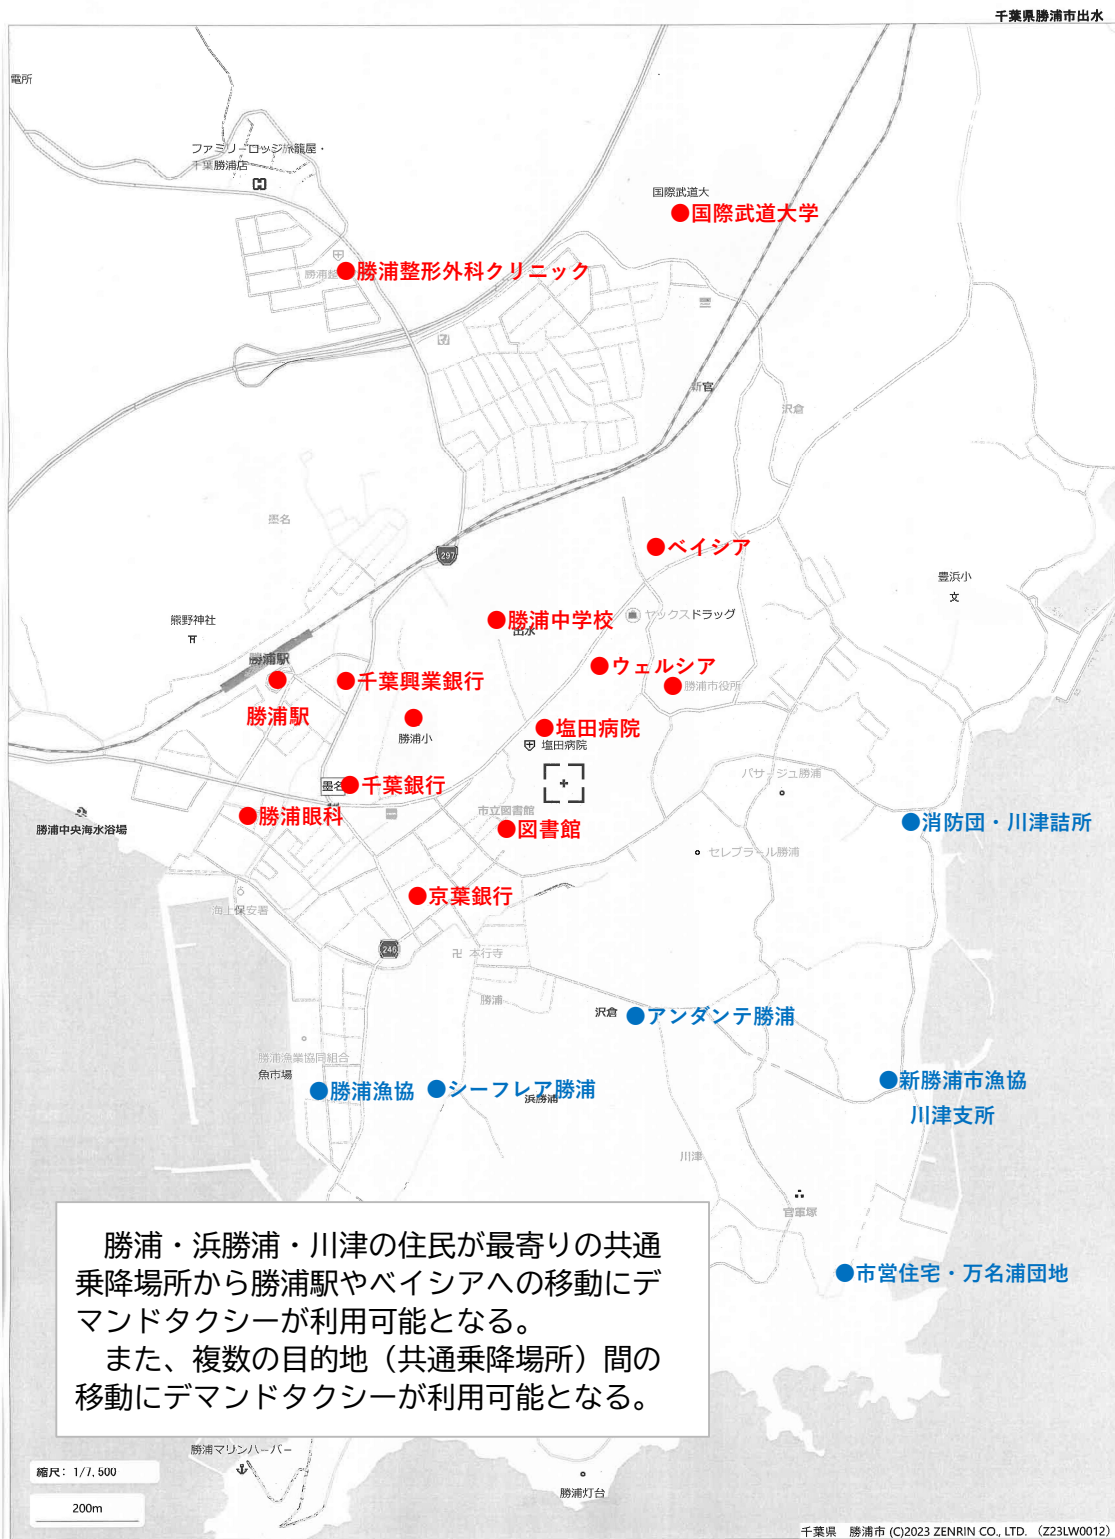 千葉県勝浦市出水
電所
ファミリーロッジ旅籠屋・
千葉勝浦店
国際武道大
国際武道大学
勝浦整形外科クリニック
新官
沢倉
墨名
297
ベイシア
豊浜小
文
熊野神社
勝浦中学校
出水
ヤックスドラッグ
勝浦駅
ウェルシア
千葉興業銀行
勝浦市役所
勝浦駅
勝浦小
塩田病院
塩田病院
パサージュ勝浦
墨名
千葉銀行
市立図書館
勝浦眼科
図書館
消防団・川津詰所
勝浦中央海水浴場
セレブラール勝浦
京葉銀行
海上保安署
246
卍 本行寺
勝浦
沢倉
アンダンテ勝浦
勝浦漁業協同組合
魚市場
勝浦漁協
シーフレア勝浦
浜勝浦
新勝浦市漁協
川津支所
川津
官軍塚
市営住宅・万名浦団地
　勝浦・浜勝浦・川津の住民が最寄りの共通
乗降場所から勝浦駅やベイシアへの移動にデ
マンドタクシーが利用可能となる。
　また、複数の目的地（共通乗降場所）間の
移動にデマンドタクシーが利用可能となる。
勝浦マリンハーバー
縮尺: 1/7,500
200m
勝浦灯台
千葉県　勝浦市 (C)2023 ZENRIN CO., LTD. （Z23LW0012）